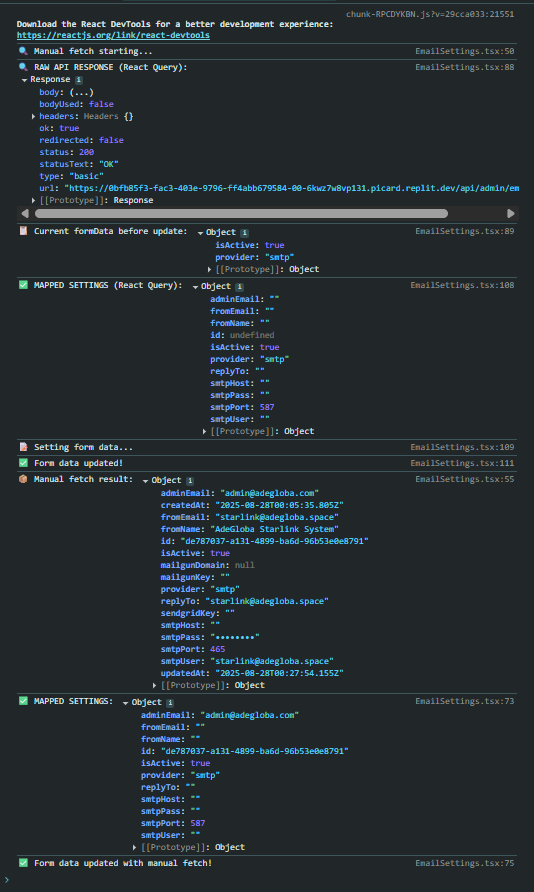 chunk-RPCDYKBN.js?v=29cca033:21551
Download the React DevTools for a better development experience:
https://reactjs.org/link/react-devtools
🔍 Manual fetch starting... EmailSettings.tsx:50
🔍 RAW API RESPONSE (React Query): EmailSettings.tsx:88
▼ Response i
body: (...)
bodyUsed: false
▶ headers: Headers {}
ok: true
redirected: false
status: 200
statusText: "OK"
type: "basic"
url: "https://0bfb85f3-fac3-403e-9796-ff4abb679584-00-6kwz7w8vp131.picard.replit.dev/api/admin/em
▶ [[Prototype]]: Response
📋 Current formData before update: ▼ Object i EmailSettings.tsx:89
isActive: true
provider: "smtp"
▶ [[Prototype]]: Object
✅ MAPPED SETTINGS (React Query): ▼ Object i EmailSettings.tsx:108
adminEmail: ""
fromEmail: ""
fromName: ""
id: undefined
isActive: true
provider: "smtp"
replyTo: ""
smtpHost: ""
smtpPass: ""
smtpPort: 587
smtpUser: ""
▶ [[Prototype]]: Object
📝 Setting form data... EmailSettings.tsx:109
✅ Form data updated! EmailSettings.tsx:111
📦 Manual fetch result: ▼ Object i EmailSettings.tsx:55
adminEmail: "admin@adegloba.com"
createdAt: "2025-08-28T00:05:35.805Z"
fromEmail: "starlink@adegloba.space"
fromName: "AdeGloba Starlink System"
id: "de787037-a131-4899-ba6d-96b53e0e8791"
isActive: true
mailgunDomain: null
mailgunKey: ""
provider: "smtp"
replyTo: "starlink@adegloba.space"
sendgridKey: ""
smtpHost: ""
smtpPass: "••••••••"
smtpPort: 465
smtpUser: "starlink@adegloba.space"
updatedAt: "2025-08-28T00:27:54.155Z"
▶ [[Prototype]]: Object
✅ MAPPED SETTINGS: ▼ Object i EmailSettings.tsx:73
adminEmail: "admin@adegloba.com"
fromEmail: ""
fromName: ""
id: "de787037-a131-4899-ba6d-96b53e0e8791"
isActive: true
provider: "smtp"
replyTo: ""
smtpHost: ""
smtpPass: ""
smtpPort: 587
smtpUser: ""
▶ [[Prototype]]: Object
✅ Form data updated with manual fetch! EmailSettings.tsx:75